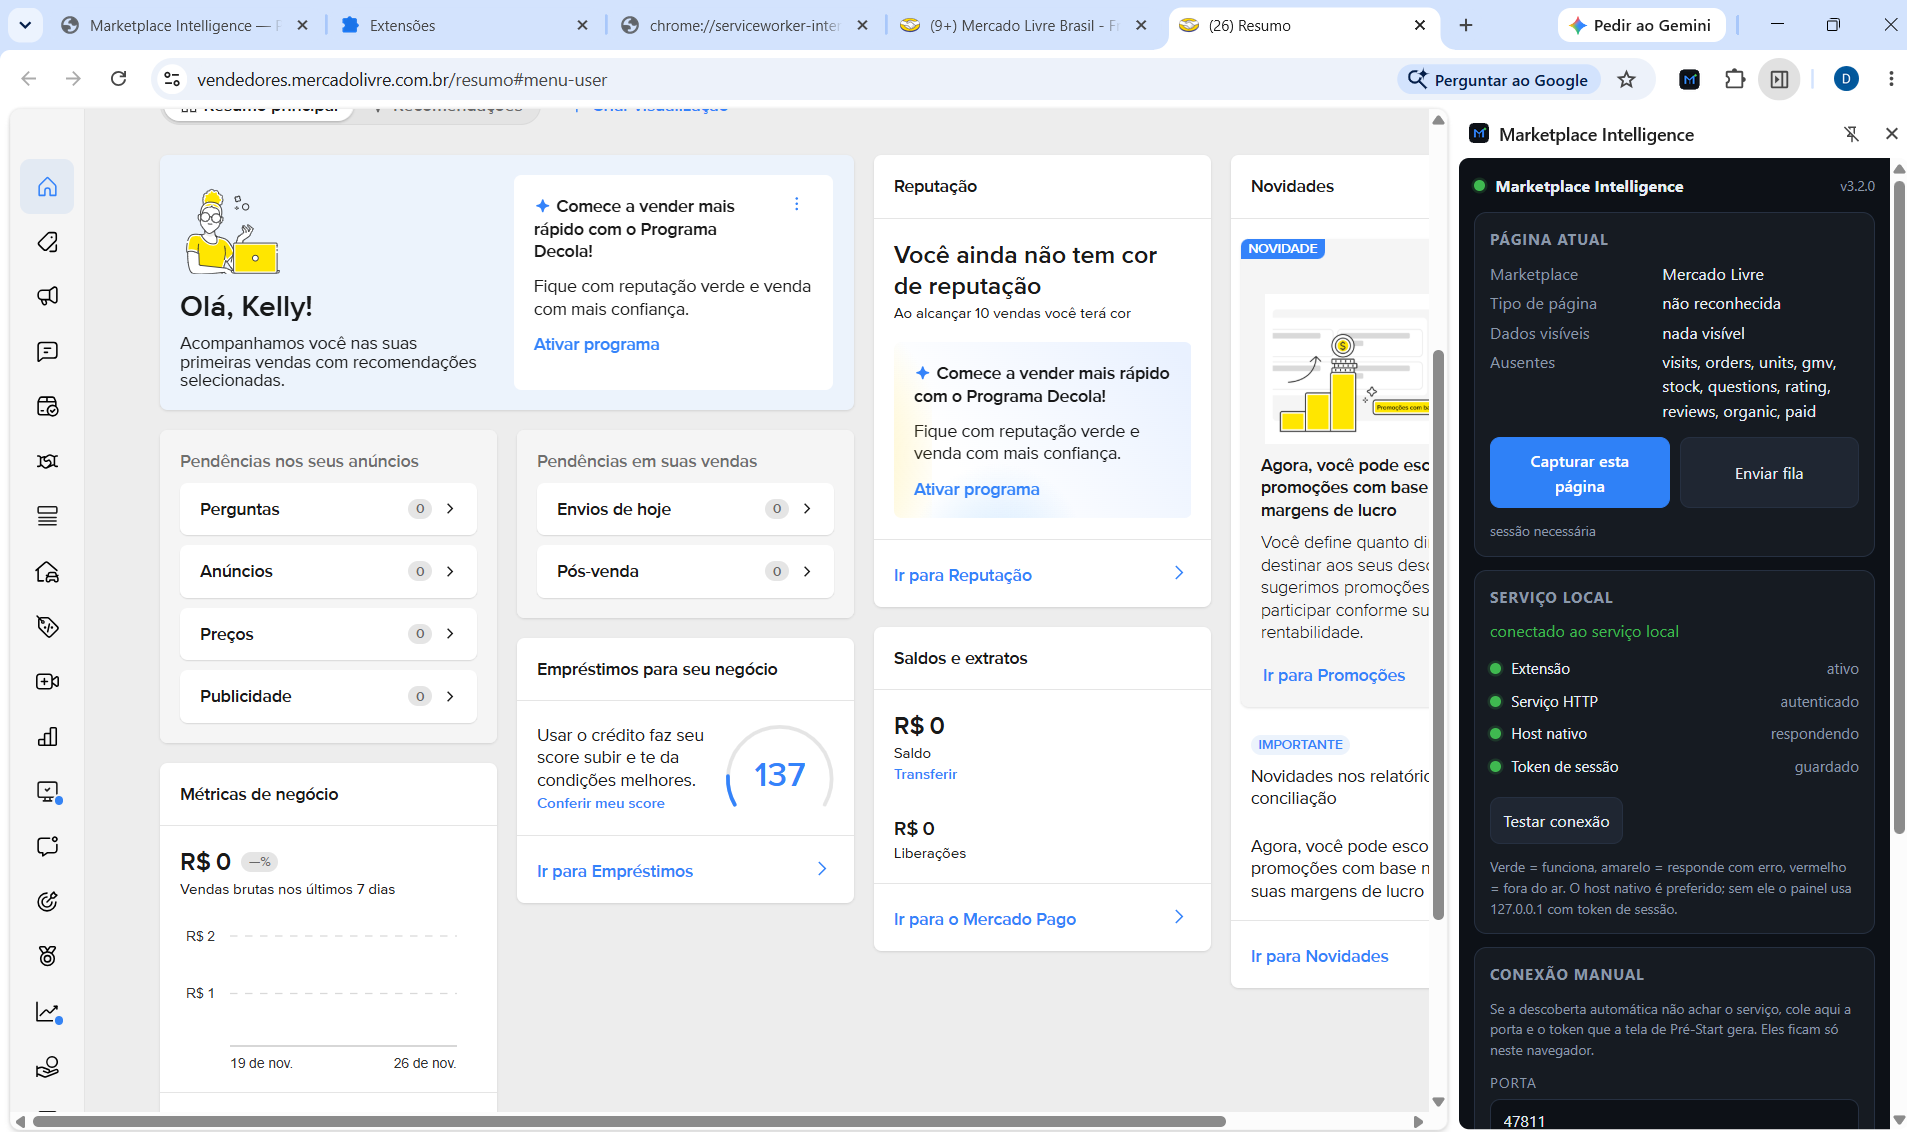 Marketplace Intelligence —
Extensões
chrome://serviceworker-inter
(9+) Mercado Livre Brasil - Fr
(26) Resumo
Pedir ao Gemini
vendedores.mercadolivre.com.br/resumo#menu-user
Perguntar ao Google
D
Resumo principal
Recomendações
+ Criar visualização
Olá, Kelly!
Acompanhamos você nas suas
primeiras vendas com recomendações
selecionadas.
Comece a vender mais
rápido com o Programa
Decola!
Fique com reputação verde e venda
com mais confiança.
Ativar programa
Pendências nos seus anúncios
Perguntas 0
Anúncios 0
Preços 0
Publicidade 0
Métricas de negócio
R$ 0 —%
Vendas brutas nos últimos 7 dias
R$ 2
R$ 1
19 de nov. 26 de nov.
Pendências em suas vendas
Envios de hoje 0
Pós-venda 0
Empréstimos para seu negócio
Usar o crédito faz seu
score subir e te da
condições melhores.
Conferir meu score
137
Ir para Empréstimos
Reputação
Você ainda não tem cor
de reputação
Ao alcançar 10 vendas você terá cor
Comece a vender mais rápido
com o Programa Decola!
Fique com reputação verde e
venda com mais confiança.
Ativar programa
Ir para Reputação
Saldos e extratos
R$ 0
Saldo
Transferir
R$ 0
Liberações
Ir para o Mercado Pago
Novidades
NOVIDADE
Promoções com ba
Agora, você pode esc
promoções com base
margens de lucro
Você define quanto di
destinar aos seus desc
sugerimos promoções
participar conforme su
rentabilidade.
Ir para Promoções
IMPORTANTE
Novidades nos relatóric
conciliação
Agora, você pode esco
promoções com base n
suas margens de lucro
Ir para Novidades
Marketplace Intelligence
Marketplace Intelligence v3.2.0
PÁGINA ATUAL
Marketplace Mercado Livre
Tipo de página não reconhecida
Dados visíveis nada visível
Ausentes visits, orders, units, gmv,
stock, questions, rating,
reviews, organic, paid
Capturar esta
página
Enviar fila
sessão necessária
SERVIÇO LOCAL
conectado ao serviço local
Extensão ativo
Serviço HTTP autenticado
Host nativo respondendo
Token de sessão guardado
Testar conexão
Verde = funciona, amarelo = responde com erro, vermelho
= fora do ar. O host nativo é preferido; sem ele o painel usa
127.0.0.1 com token de sessão.
CONEXÃO MANUAL
Se a descoberta automática não achar o serviço, cole aqui a
porta e o token que a tela de Pré-Start gera. Eles ficam só
neste navegador.
PORTA
47811